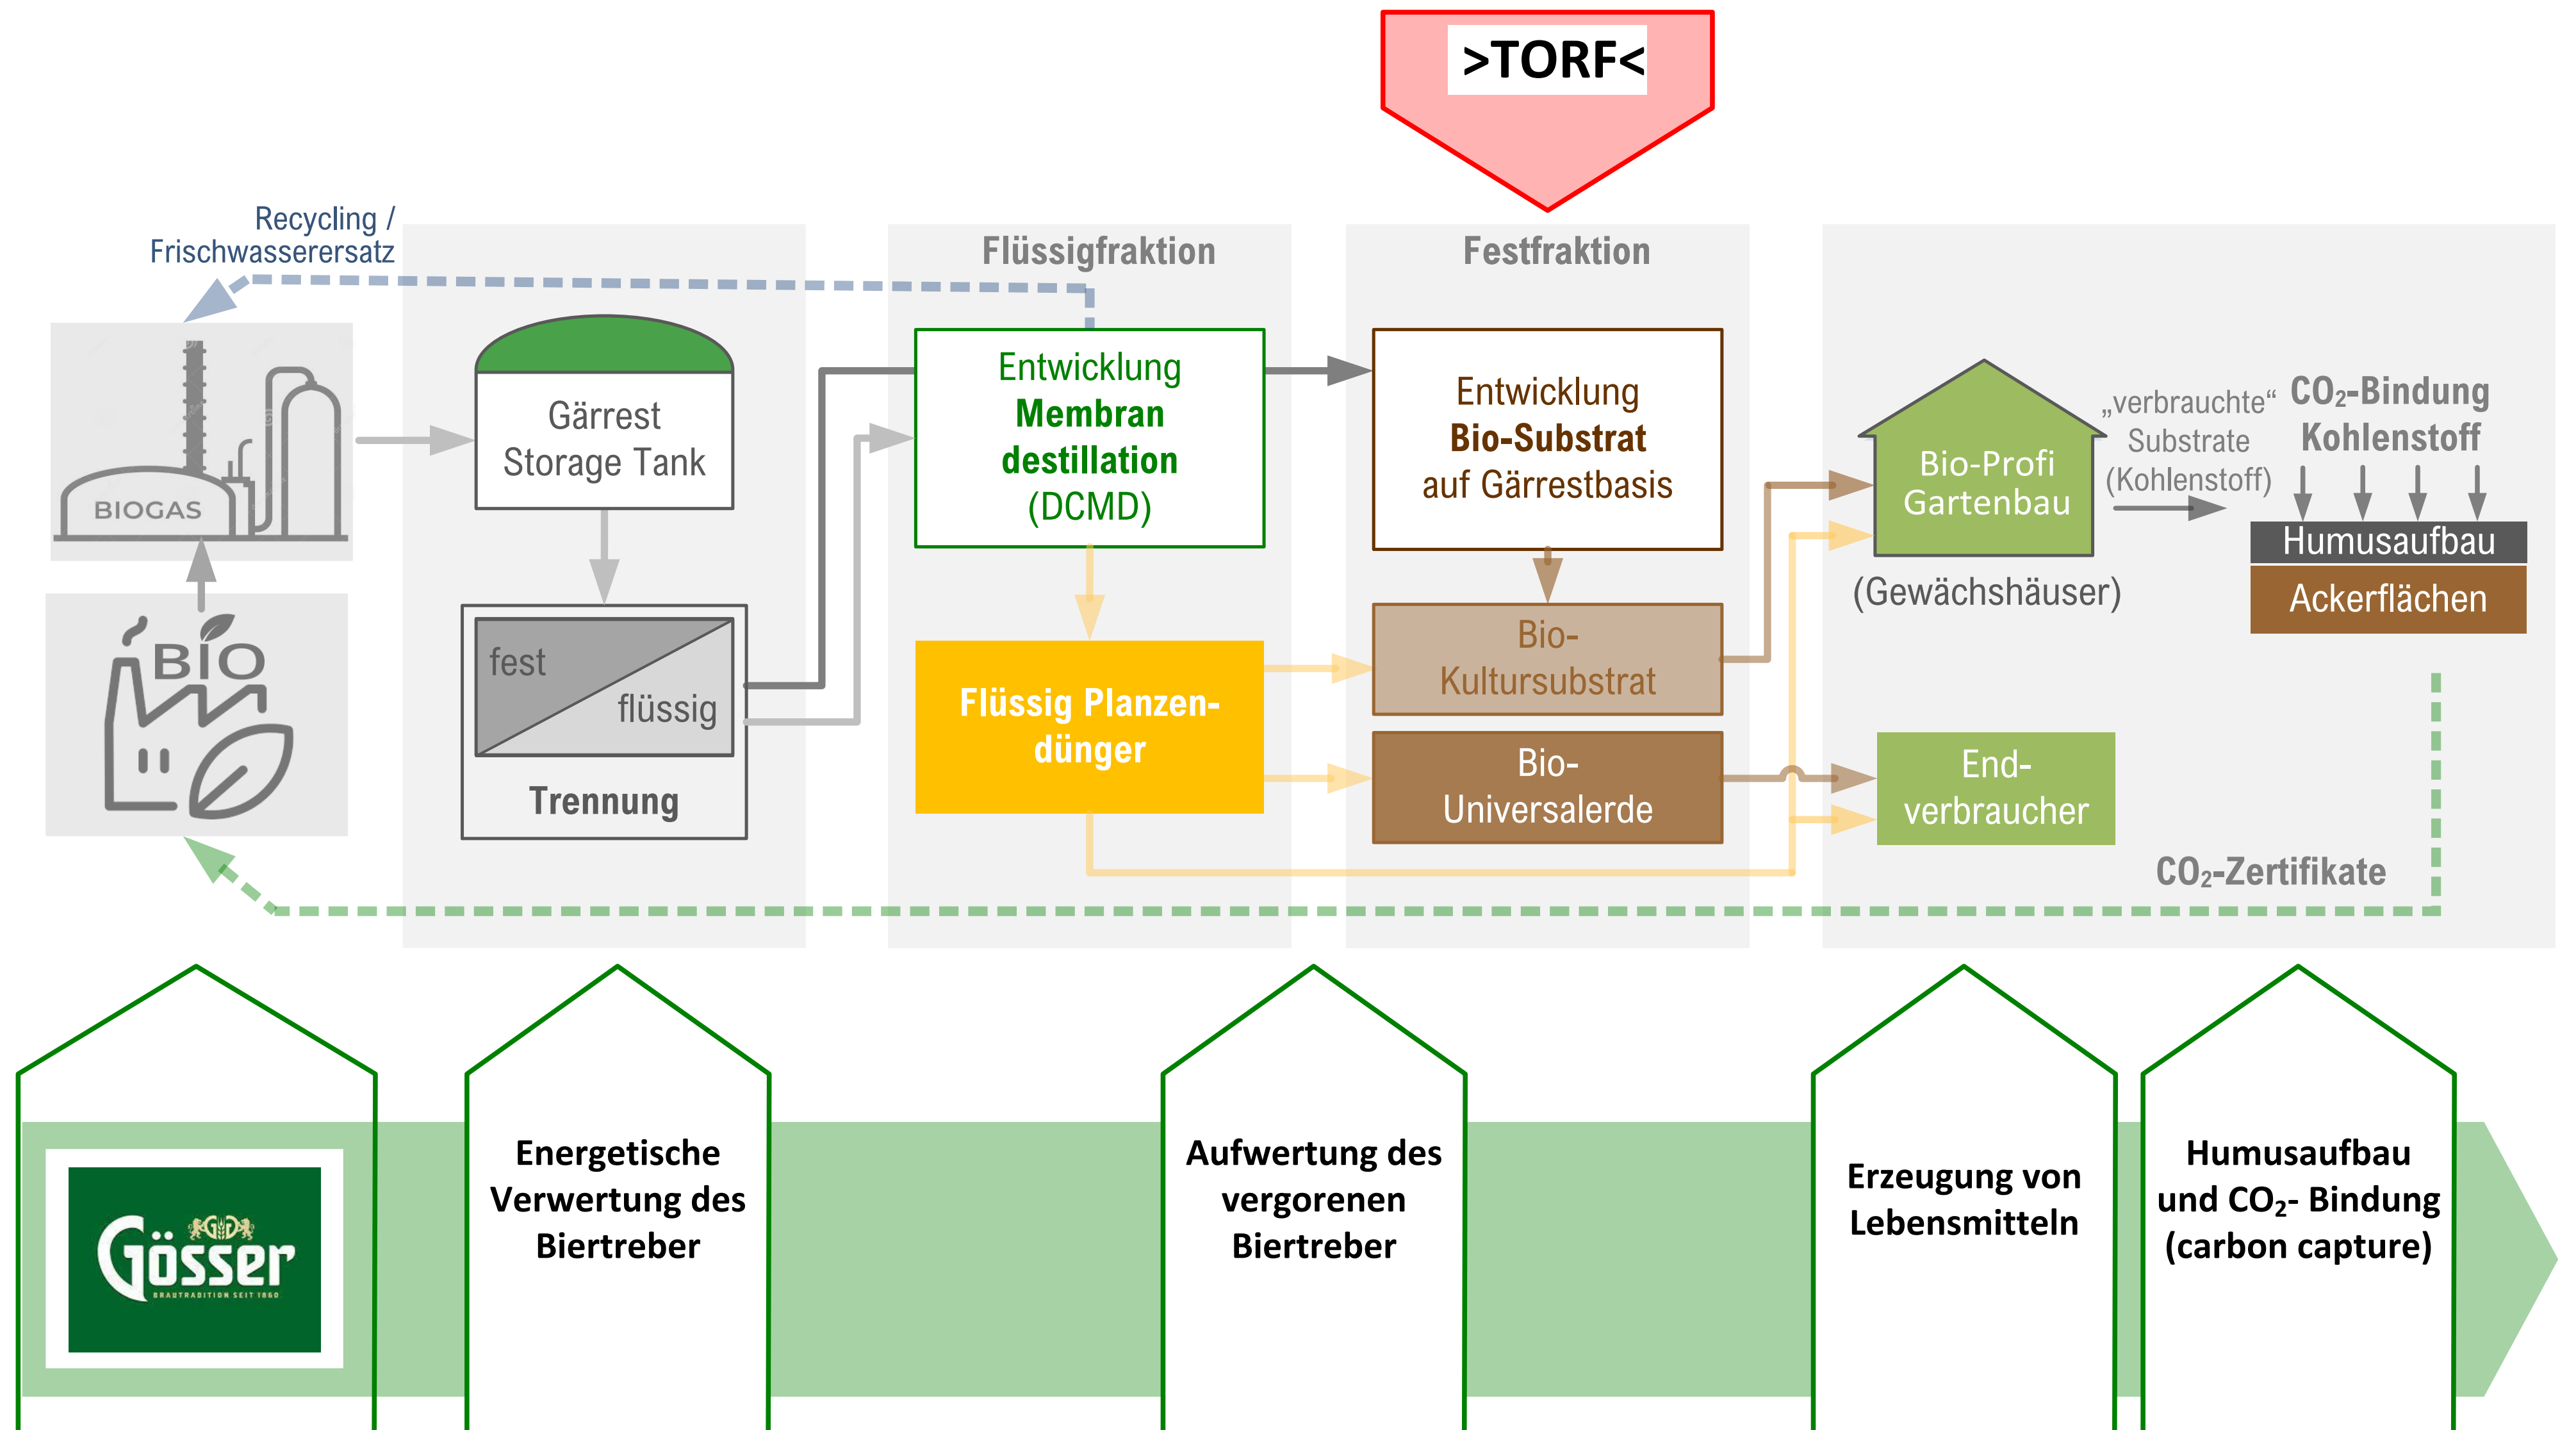 >TORF<
Recycling /
Frischwasserersatz
Flüssigfraktion
Festfraktion
BIOGAS
BIO
Gärrest
Storage Tank
fest
flüssig
Trennung
Entwicklung
Membran
destillation
(DCMD)
Flüssig Planzen-
dünger
Entwicklung
Bio-Substrat
auf Gärrestbasis
Bio-
Kultursubstrat
Bio-
Universalerde
Bio-Profi
Gartenbau
(Gewächshäuser)
„verbrauchte“
Substrate
(Kohlenstoff)
CO₂-Bindung
Kohlenstoff
Humusaufbau
Ackerflächen
End-
verbraucher
CO₂-Zertifikate
Gösser
BRAUTRADITION SEIT 1860
Energetische
Verwertung des
Biertreber
Aufwertung des
vergorenen
Biertreber
Erzeugung von
Lebensmitteln
Humusaufbau
und CO₂- Bindung
(carbon capture)